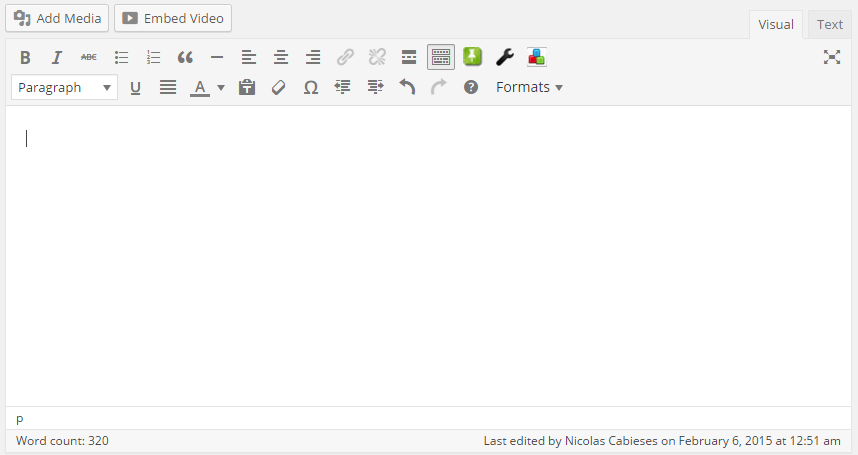 Add Media Embed Video
Visual Text
B I ABC
Paragraph U A Ω ? Formats
p
Word count: 320 Last edited by Nicolas Cabieses on February 6, 2015 at 12:51 am